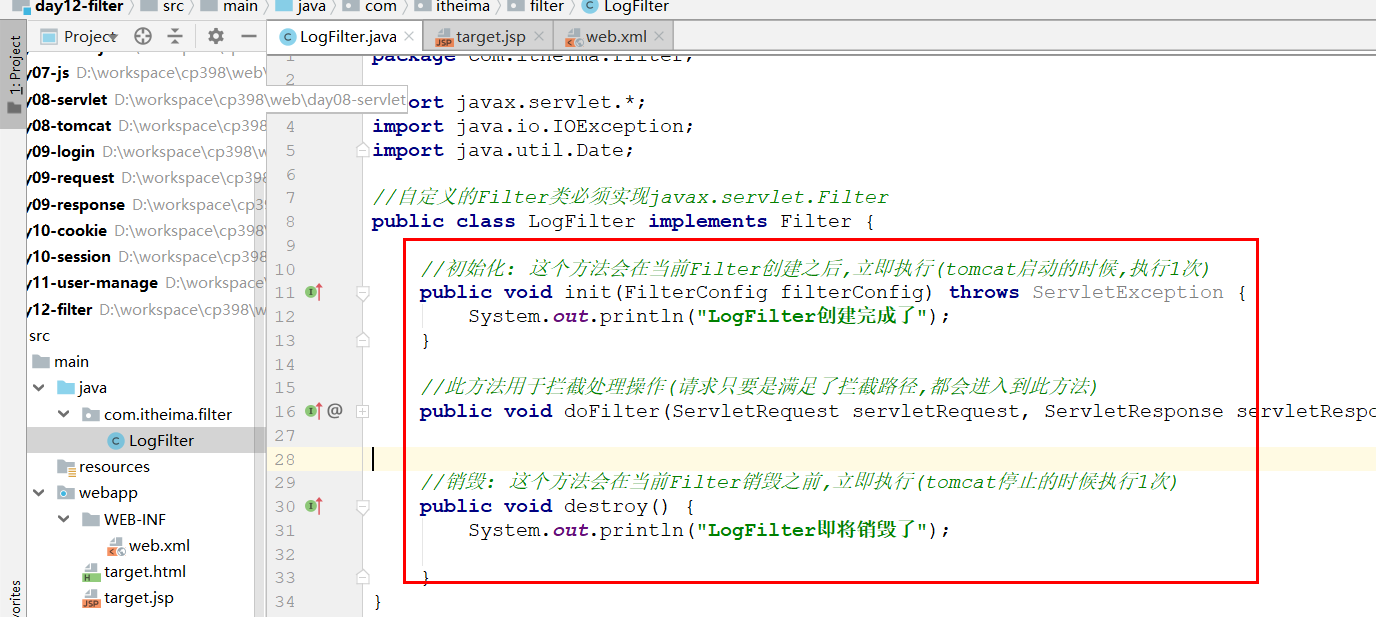 day12-filter src main java com itheima filter LogFilter
Project
LogFilter.java target.jsp web.xml
1: Project
y07-js D:\workspace\cp398\web\
y08-servlet D:\workspace\cp398\web\day08-servlet
y08-tomcat D:\workspace\cp398
y09-login D:\workspace\cp398\w
y09-request D:\workspace\cp398
y09-response D:\workspace\cp3
y10-cookie D:\workspace\cp398
y10-session D:\workspace\cp398
y11-user-manage D:\workspace
y12-filter D:\workspace\cp398\w
src
main
java
com.itheima.filter
LogFilter
resources
webapp
WEB-INF
web.xml
target.html
target.jsp
vorites
1 package com.itheima.filter;
2
ort javax.servlet.*;
4 import java.io.IOException;
5 import java.util.Date;
6
7 //自定义的Filter类必须实现javax.servlet.Filter
8 public class LogFilter implements Filter {
9
10 //初始化: 这个方法会在当前Filter创建之后,立即执行(tomcat启动的时候,执行1次)
11 public void init(FilterConfig filterConfig) throws ServletException {
12 System.out.println("LogFilter创建完成了");
13 }
14
15 //此方法用于拦截处理操作(请求只要是满足了拦截路径,都会进入到此方法)
16 @ public void doFilter(ServletRequest servletRequest, ServletResponse servletRespo
27
28
29 //销毁: 这个方法会在当前Filter销毁之前,立即执行(tomcat停止的时候执行1次)
30 public void destroy() {
31 System.out.println("LogFilter即将销毁了");
32
33 }
34 }